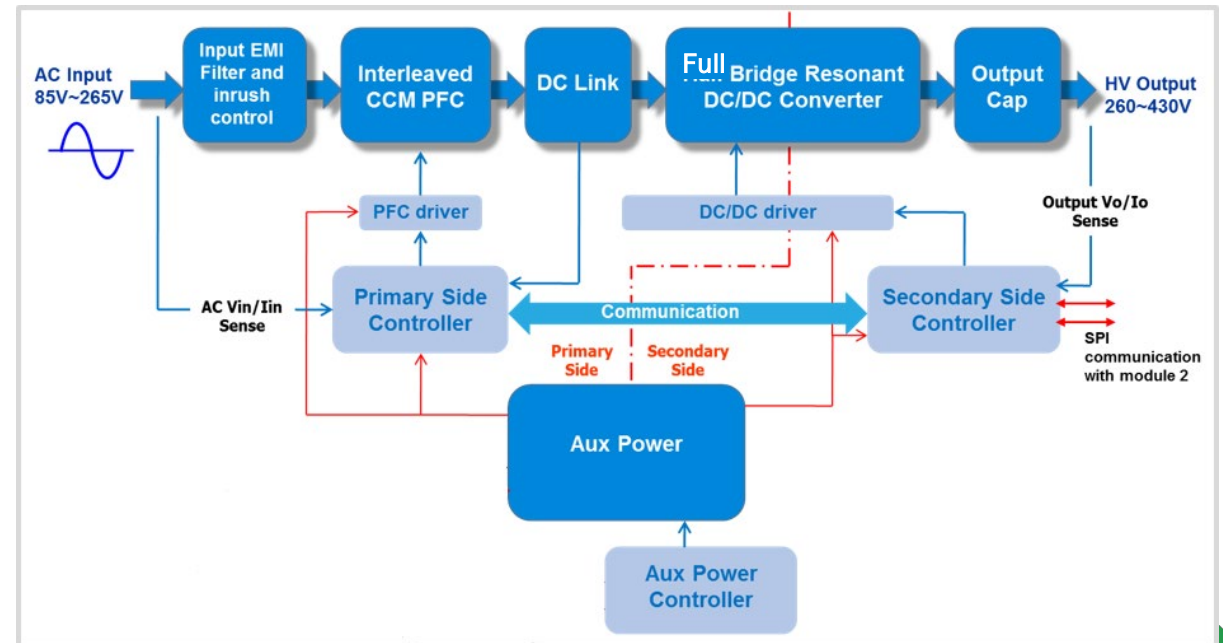 AC Input
85V~265V
Input EMI
Filter and
inrush
control
Interleaved
CCM PFC
DC Link
Full Bridge Resonant
DC/DC Converter
Output
Cap
HV Output
260~430V
PFC driver
DC/DC driver
Output Vo/Io
Sense
AC Vin/Iin
Sense
Primary Side
Controller
Communication
Secondary Side
Controller
Primary
Side
Secondary
Side
SPI
communication
with module 2
Aux Power
Aux Power
Controller